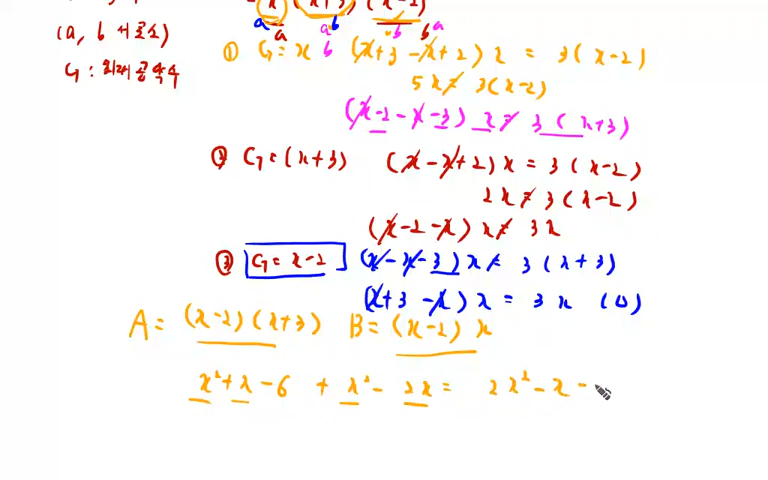 x (x+3) (x-2)
a b a b a
a b b
(a, b 서로소)
G : 최대공약수
① G = x (x+3 -x+2) x = 3(x-2)
5x ≠ 3(x-2)
(x-2-x-3) x ≠ 3(x+3)
② G = (x+3) (x-x+2) x = 3(x-2)
2x ≠ 3(x-2)
(x-2-x) x ≠ 3x
③ G = x-2 (x-x-3) x ≠ 3(x+3)
(x+3-x) x = 3x (O)
A = (x-2)(x+3) B = (x-2) x
x²+x-6 + x²-2x = 2x²-x-